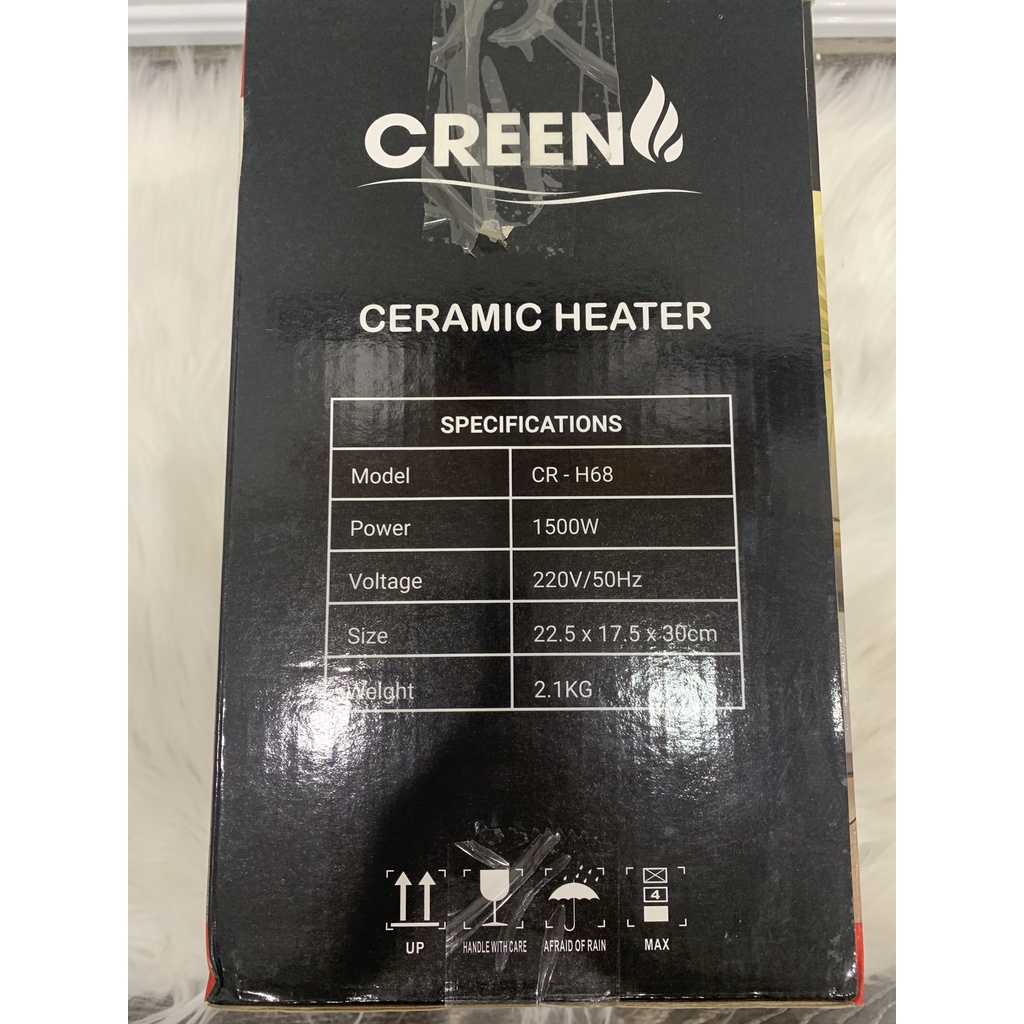 CREEN
CERAMIC HEATER
SPECIFICATIONS
Model CR - H68
Power 1500W
Voltage 220V/50Hz
Size 22.5 x 17.5 x 30cm
Weight 2.1KG
4
UP HANDLE WITH CARE AFRAID OF RAIN MAX